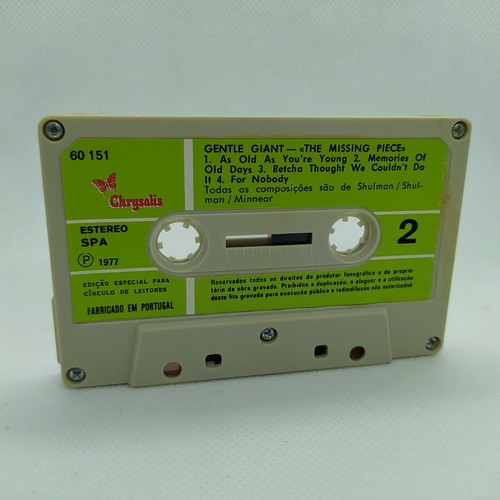 60 151
Chrysalis
ESTEREO
SPA
P 1977
EDIÇÃO ESPECIAL PARA
CÍRCULO DE LEITORES
FABRICADO EM PORTUGAL
GENTLE GIANT — «THE MISSING PIECE»
1. As Old As You're Young 2. Memories Of
Old Days 3. Betcha Thought We Couldn't Do
It 4. For Nobody
Todas as composições são de Shulman / Shul-
man / Minnear
2
Reservados todos os direitos do produtor fonográfico e do proprie-
tário da obra gravada. Proibidos a duplicação, o aluguer e a utilização
desta fita gravada para execução pública e radiodifusão não autorizados